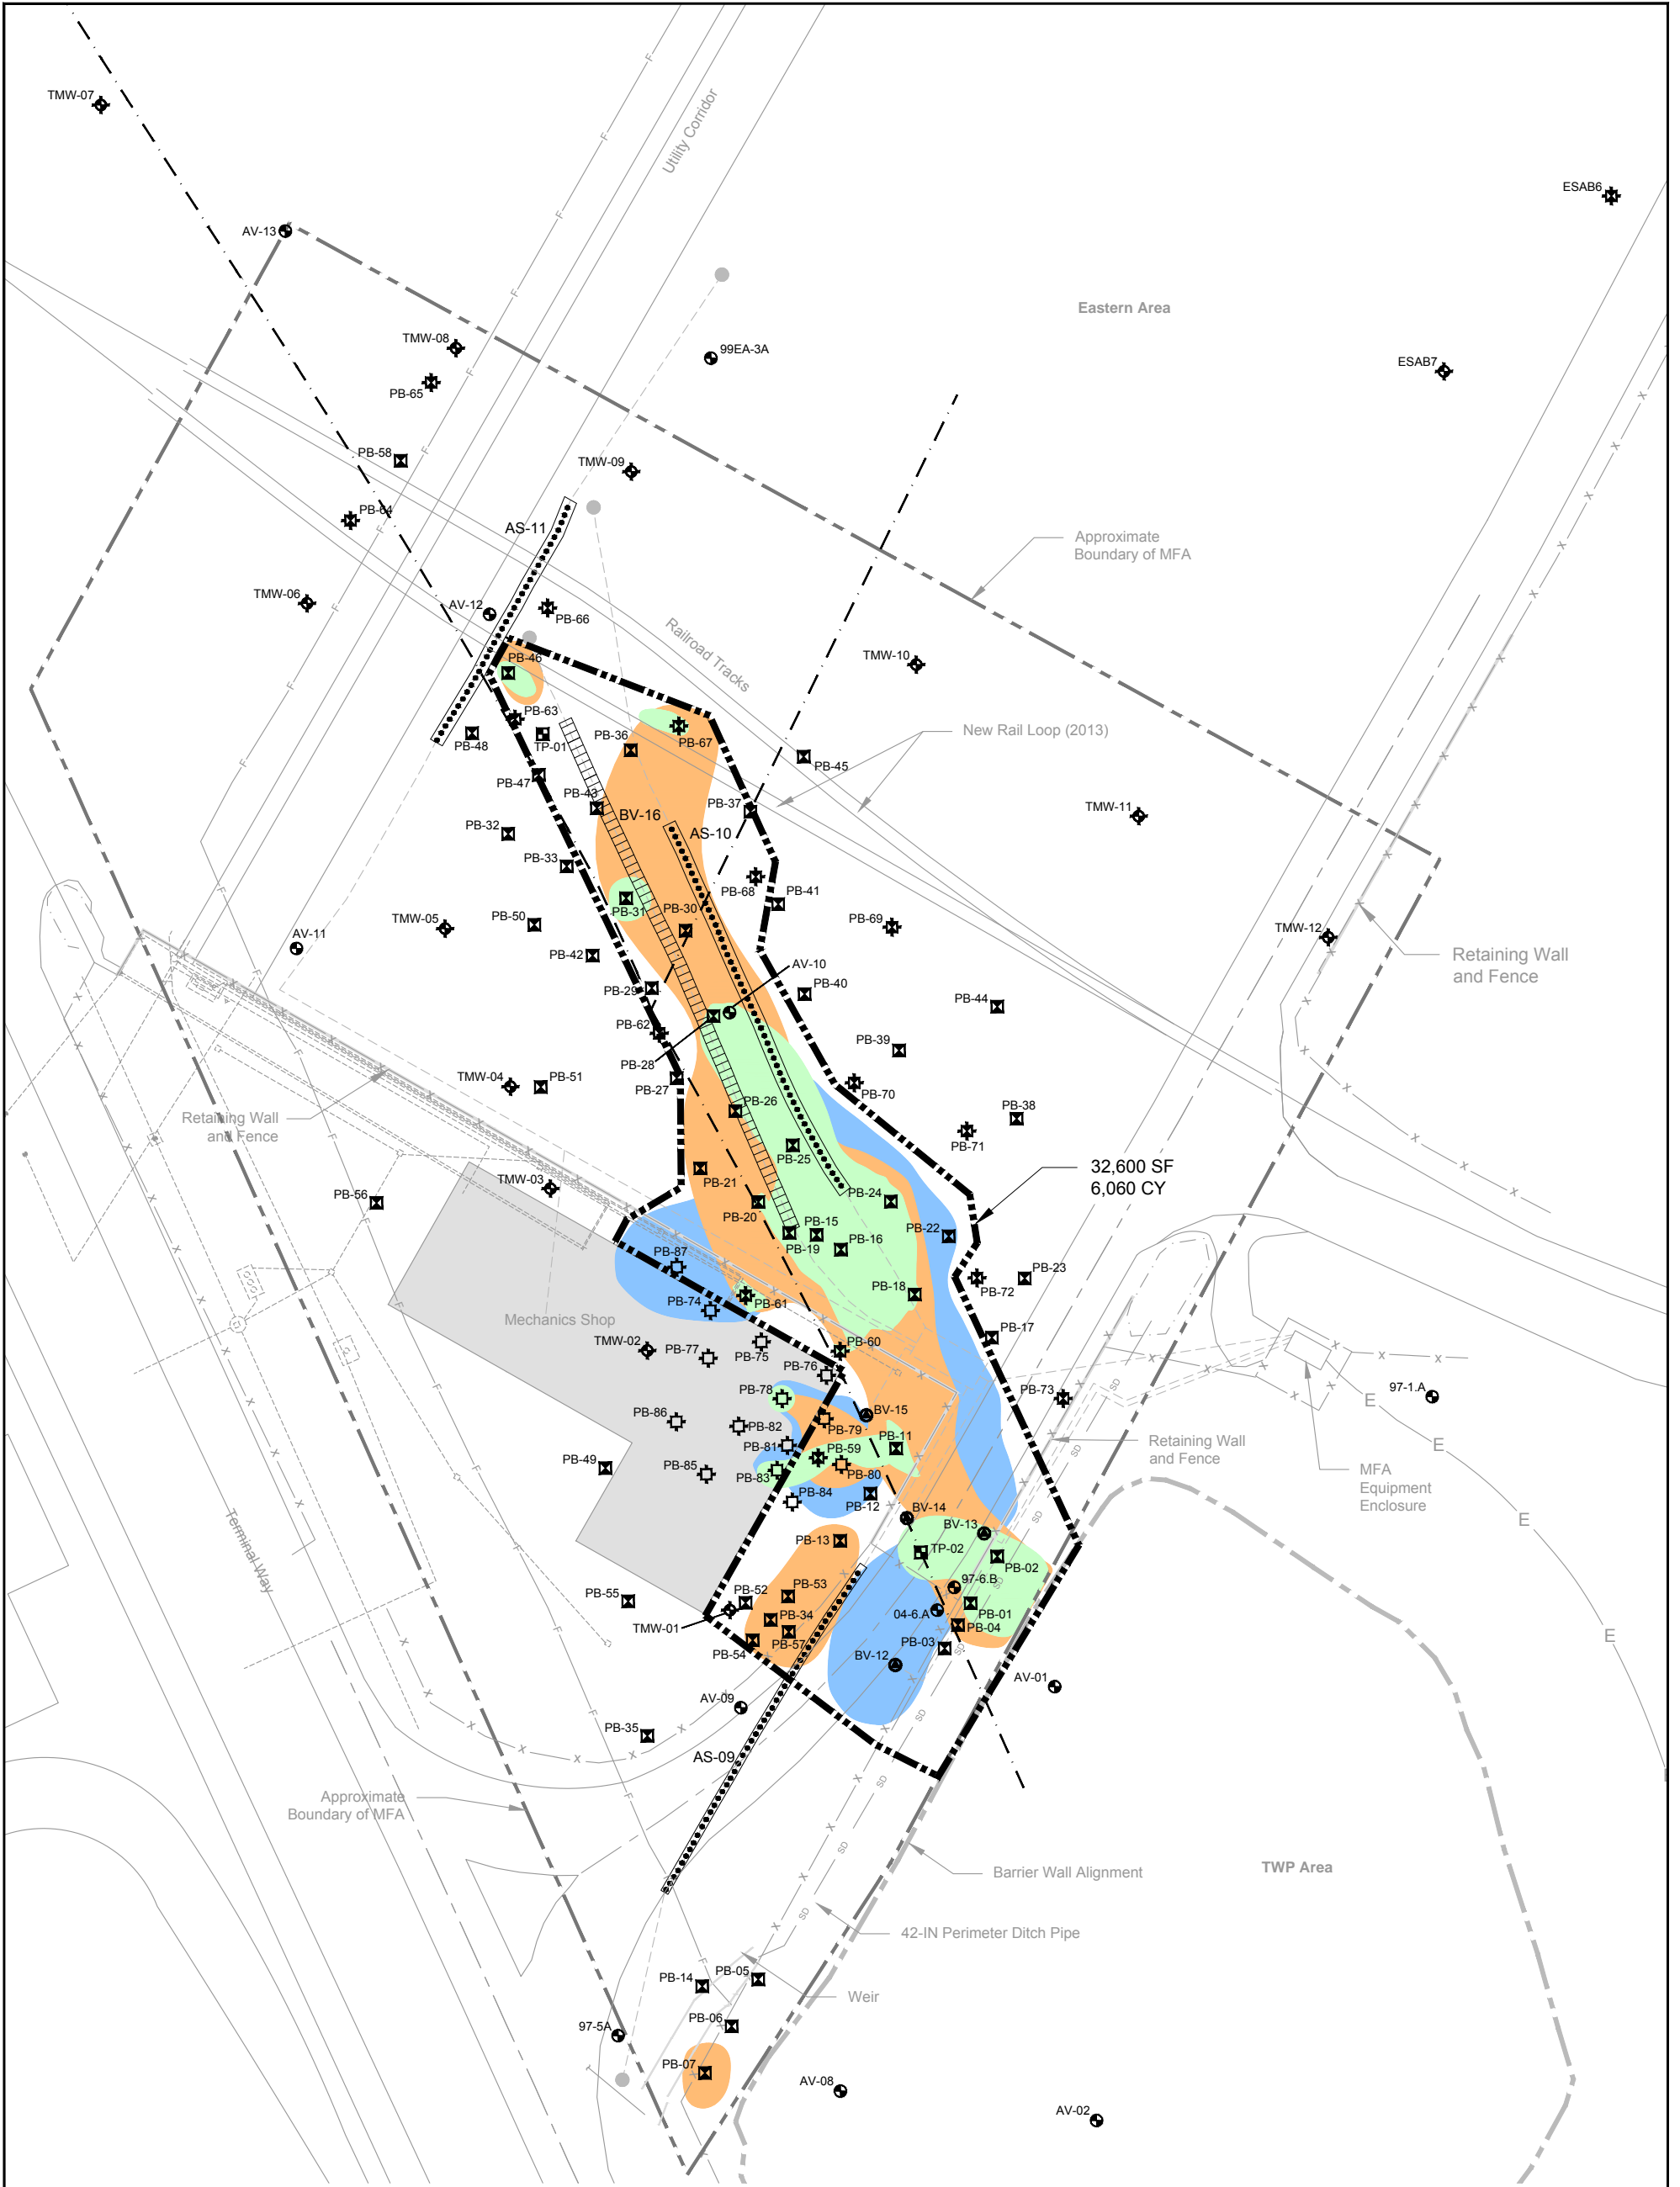 TMW-07
Utility Corridor
ESAB6
AV-13
Eastern Area
TMW-08
99EA-3A
ESAB7
PB-65
PB-58
TMW-09
PB-64
AS-11
Approximate
Boundary of MFA
TMW-06
AV-12
PB-66
Railroad Tracks
TMW-10
PB-46
PB-63
PB-48
TP-01
PB-36
PB-67
New Rail Loop (2013)
PB-45
PB-47
PB-43
BV-16
PB-37
AS-10
TMW-11
PB-32
PB-33
PB-68
PB-41
PB-31
PB-30
PB-50
TMW-05
PB-69
TMW-12
AV-11
PB-42
AV-10
Retaining Wall
and Fence
PB-29
PB-40
PB-44
PB-62
PB-39
PB-28
PB-27
TMW-04
PB-51
PB-70
PB-26
PB-38
Retaining Wall
and Fence
PB-71
PB-25
32,600 SF
6,060 CY
PB-21
TMW-03
PB-56
PB-20
PB-24
PB-15
PB-19
PB-16
PB-22
PB-87
PB-72
PB-23
PB-18
PB-74
PB-61
Mechanics Shop
PB-17
TMW-02
PB-77
PB-75
PB-60
PB-76
PB-78
PB-73
97-1.A
BV-15
PB-86
PB-82
PB-79
PB-81
PB-11
PB-59
Retaining Wall
and Fence
PB-49
PB-85
PB-83
PB-80
MFA
Equipment
Enclosure
PB-84
PB-12
BV-14
BV-13
PB-13
TP-02
PB-02
Terminal Way
97-6.B
PB-55
PB-52
PB-53
04-6.A
PB-01
PB-34
PB-04
TMW-01
PB-57
PB-03
PB-54
BV-12
AV-01
AV-09
PB-35
AS-09
Approximate
Boundary of MFA
Barrier Wall Alignment
TWP Area
42-IN Perimeter Ditch Pipe
PB-14
PB-05
Weir
PB-06
97-5A
PB-07
AV-08
AV-02